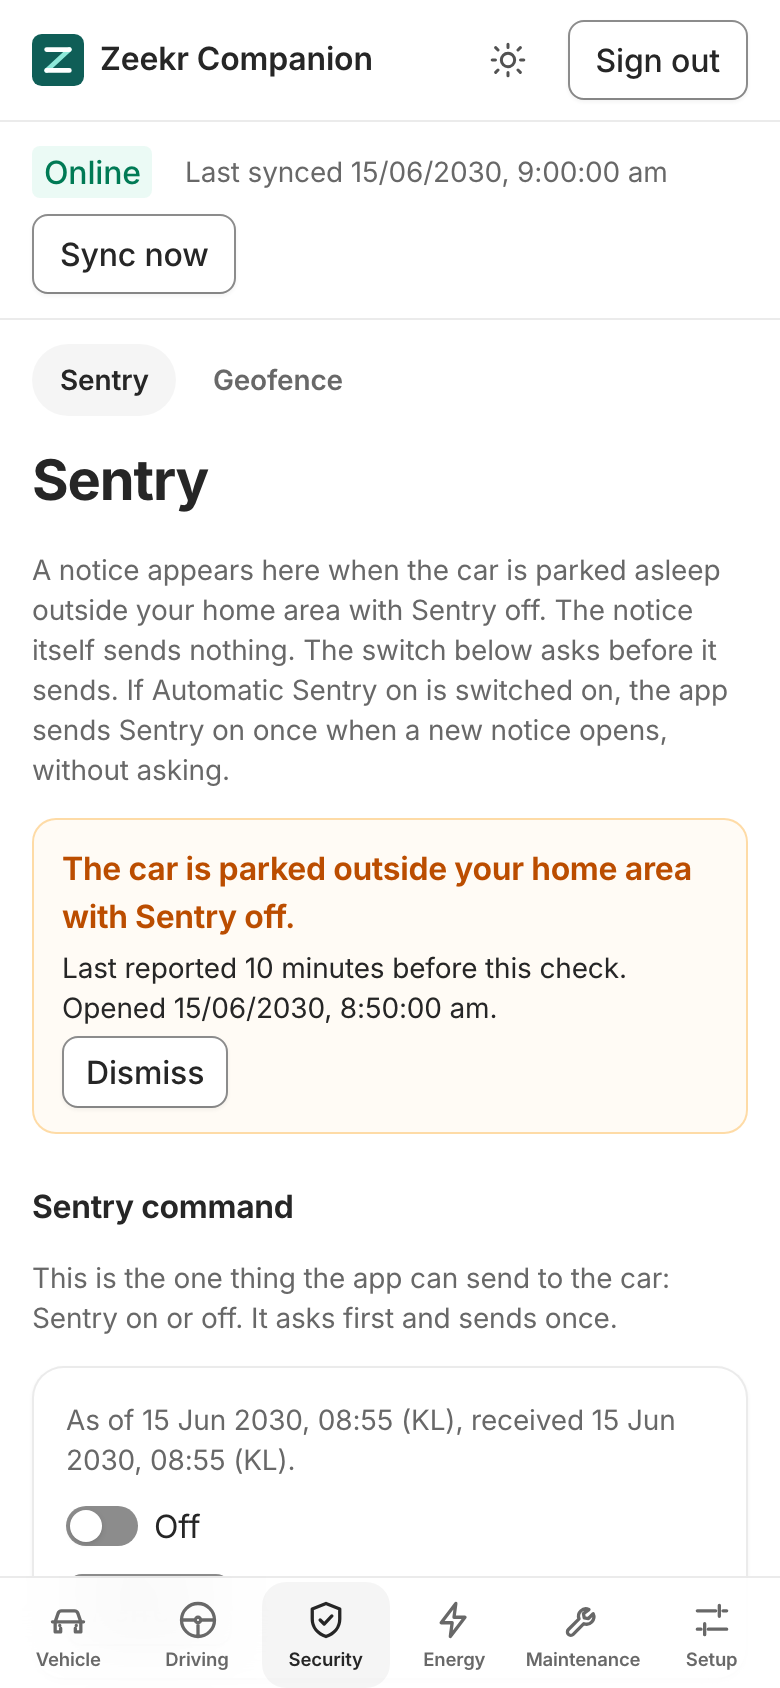 Zeekr Companion
Sign out
Online
Last synced 15/06/2030, 9:00:00 am
Sync now
Sentry
Geofence
Sentry
A notice appears here when the car is parked asleep
outside your home area with Sentry off. The notice
itself sends nothing. The switch below asks before it
sends. If Automatic Sentry on is switched on, the app
sends Sentry on once when a new notice opens,
without asking.
The car is parked outside your home area
with Sentry off.
Last reported 10 minutes before this check.
Opened 15/06/2030, 8:50:00 am.
Dismiss
Sentry command
This is the one thing the app can send to the car:
Sentry on or off. It asks first and sends once.
As of 15 Jun 2030, 08:55 (KL), received 15 Jun
2030, 08:55 (KL).
Off
Vehicle
Driving
Security
Energy
Maintenance
Setup